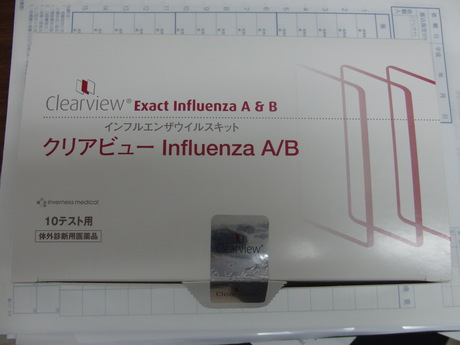 Clearview® Exact Influenza A & B
インフルエンザウイルスキット
クリアビュー Influenza A/B
inverness medical
10テスト用
体外診断用医薬品
Clearview®